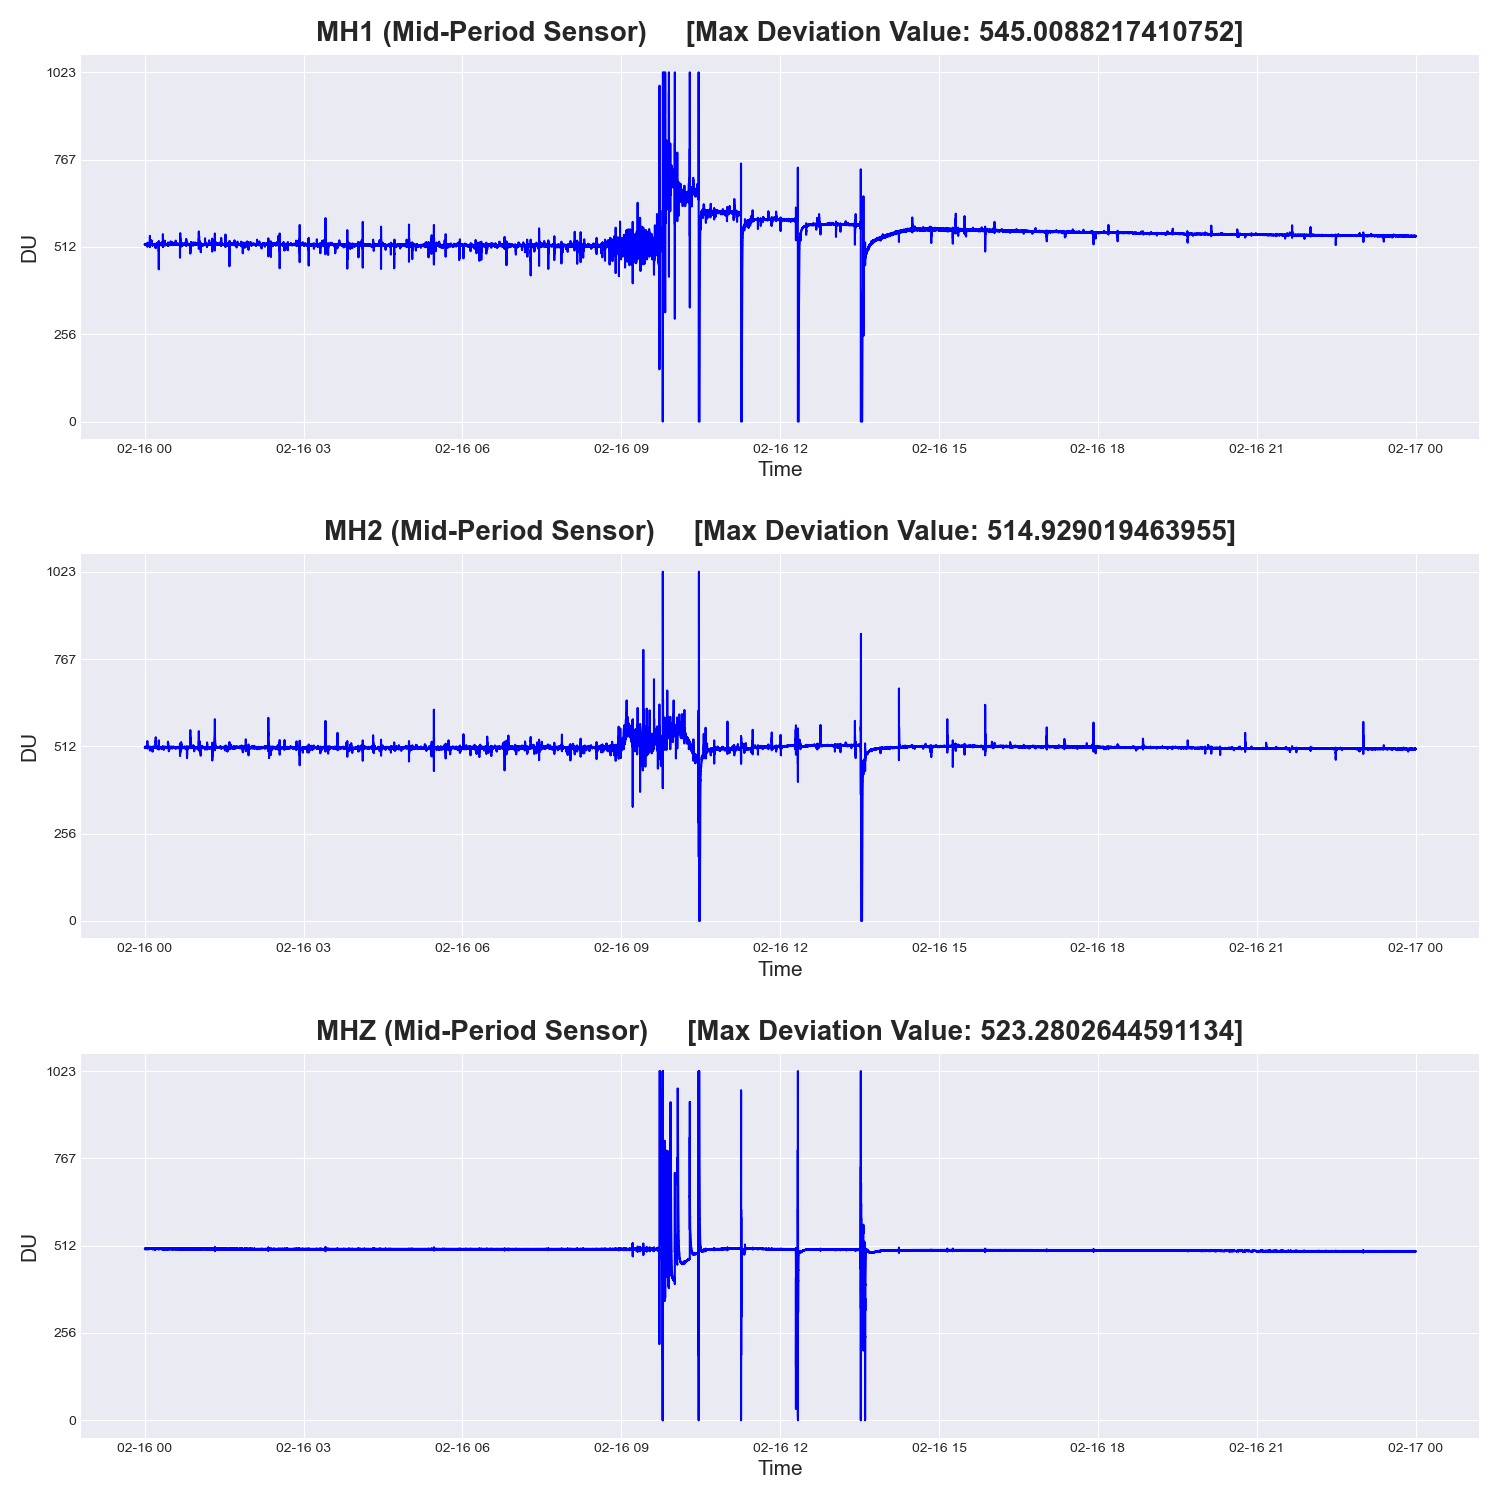 MH1 (Mid-Period Sensor) [Max Deviation Value: 545.0088217410752]
1023
767
512
256
0
DU
02-16 00 02-16 03 02-16 06 02-16 09 02-16 12 02-16 15 02-16 18 02-16 21 02-17 00
Time
MH2 (Mid-Period Sensor) [Max Deviation Value: 514.929019463955]
1023
767
512
256
0
DU
02-16 00 02-16 03 02-16 06 02-16 09 02-16 12 02-16 15 02-16 18 02-16 21 02-17 00
Time
MHZ (Mid-Period Sensor) [Max Deviation Value: 523.2802644591134]
1023
767
512
256
0
DU
02-16 00 02-16 03 02-16 06 02-16 09 02-16 12 02-16 15 02-16 18 02-16 21 02-17 00
Time